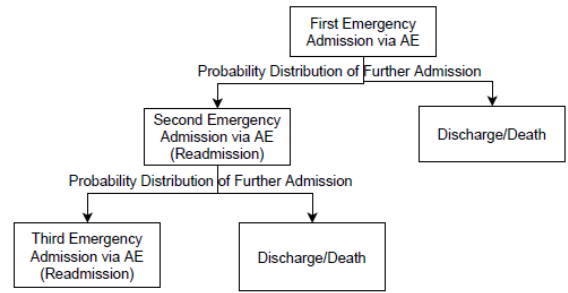 First Emergency
Admission via AE
Probability Distribution of Further Admission
Second Emergency
Admission via AE
(Readmission)
Discharge/Death
Probability Distribution of Further Admission
Third Emergency
Admission via AE
(Readmission)
Discharge/Death